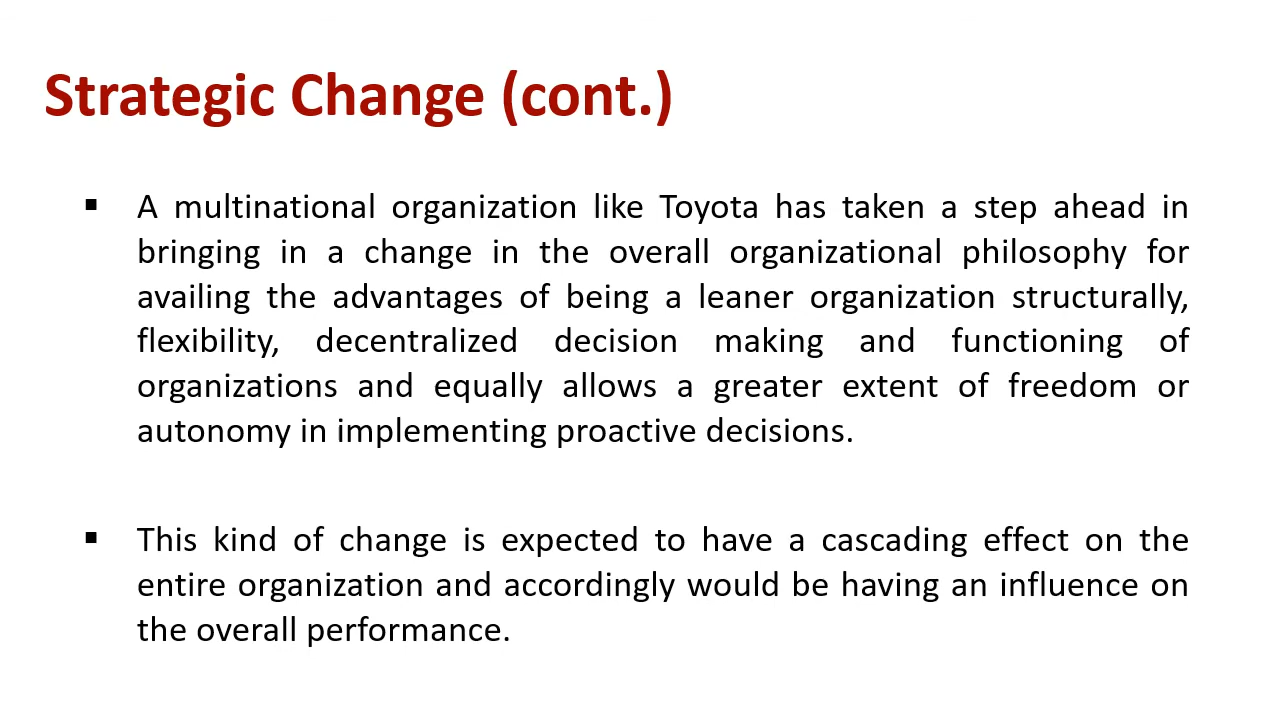 Strategic Change (cont.)
▪ A multinational organization like Toyota has taken a step ahead in
bringing in a change in the overall organizational philosophy for
availing the advantages of being a leaner organization structurally,
flexibility, decentralized decision making and functioning of
organizations and equally allows a greater extent of freedom or
autonomy in implementing proactive decisions.
▪ This kind of change is expected to have a cascading effect on the
entire organization and accordingly would be having an influence on
the overall performance.